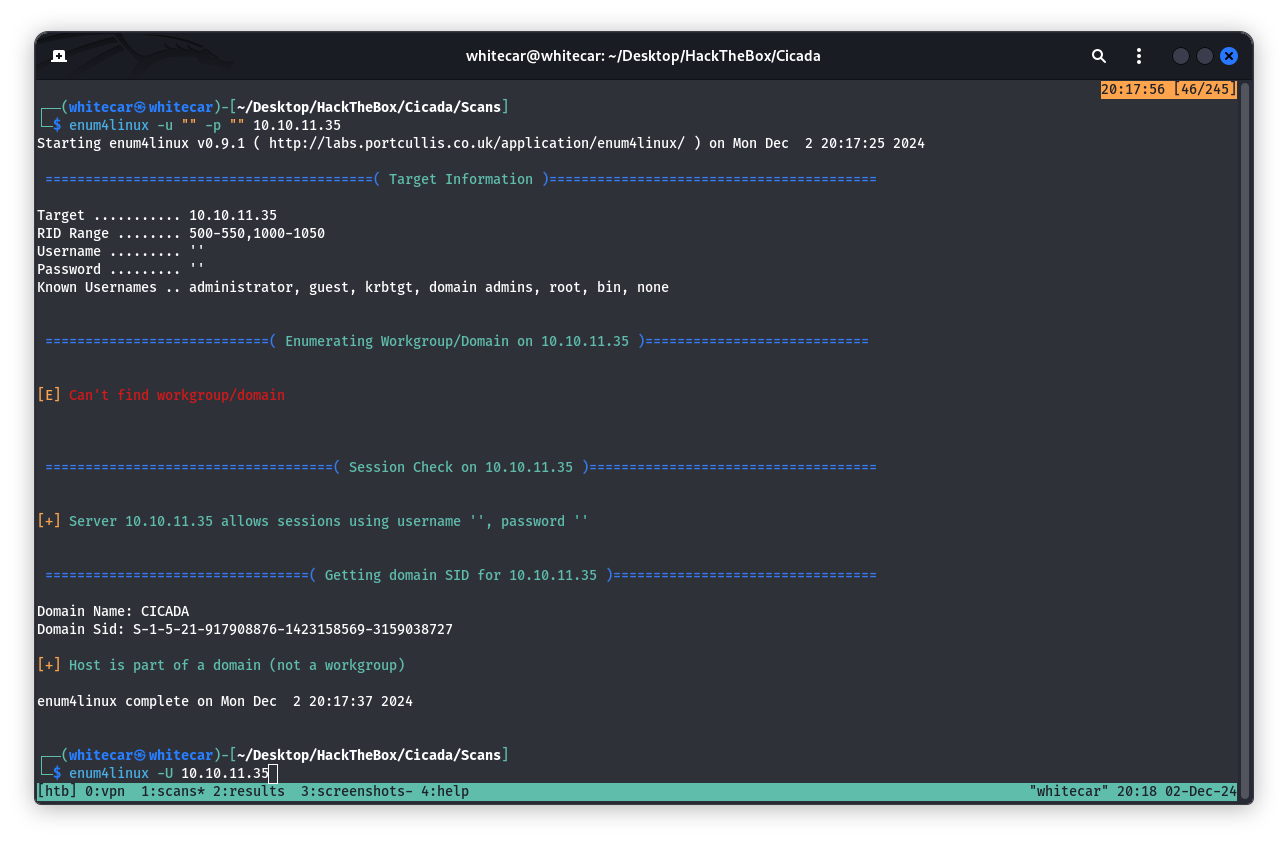 whitecar@whitecar: ~/Desktop/HackTheBox/Cicada
20:17:56 [46/245]
┌──(whitecar㉿whitecar)-[~/Desktop/HackTheBox/Cicada/Scans]
└─$ enum4linux -u "" -p "" 10.10.11.35
Starting enum4linux v0.9.1 ( http://labs.portcullis.co.uk/application/enum4linux/ ) on Mon Dec  2 20:17:25 2024
 =========================================( Target Information )=========================================
Target ........... 10.10.11.35
RID Range ........ 500-550,1000-1050
Username ......... ''
Password ......... ''
Known Usernames .. administrator, guest, krbtgt, domain admins, root, bin, none
 ============================( Enumerating Workgroup/Domain on 10.10.11.35 )============================
[E] Can't find workgroup/domain
 ====================================( Session Check on 10.10.11.35 )====================================
[+] Server 10.10.11.35 allows sessions using username '', password ''
 =================================( Getting domain SID for 10.10.11.35 )=================================
Domain Name: CICADA
Domain Sid: S-1-5-21-917908876-1423158569-3159038727
[+] Host is part of a domain (not a workgroup)
enum4linux complete on Mon Dec  2 20:17:37 2024
┌──(whitecar㉿whitecar)-[~/Desktop/HackTheBox/Cicada/Scans]
└─$ enum4linux -U 10.10.11.35
[htb] 0:vpn  1:scans* 2:results  3:screenshots- 4:help "whitecar" 20:18 02-Dec-24